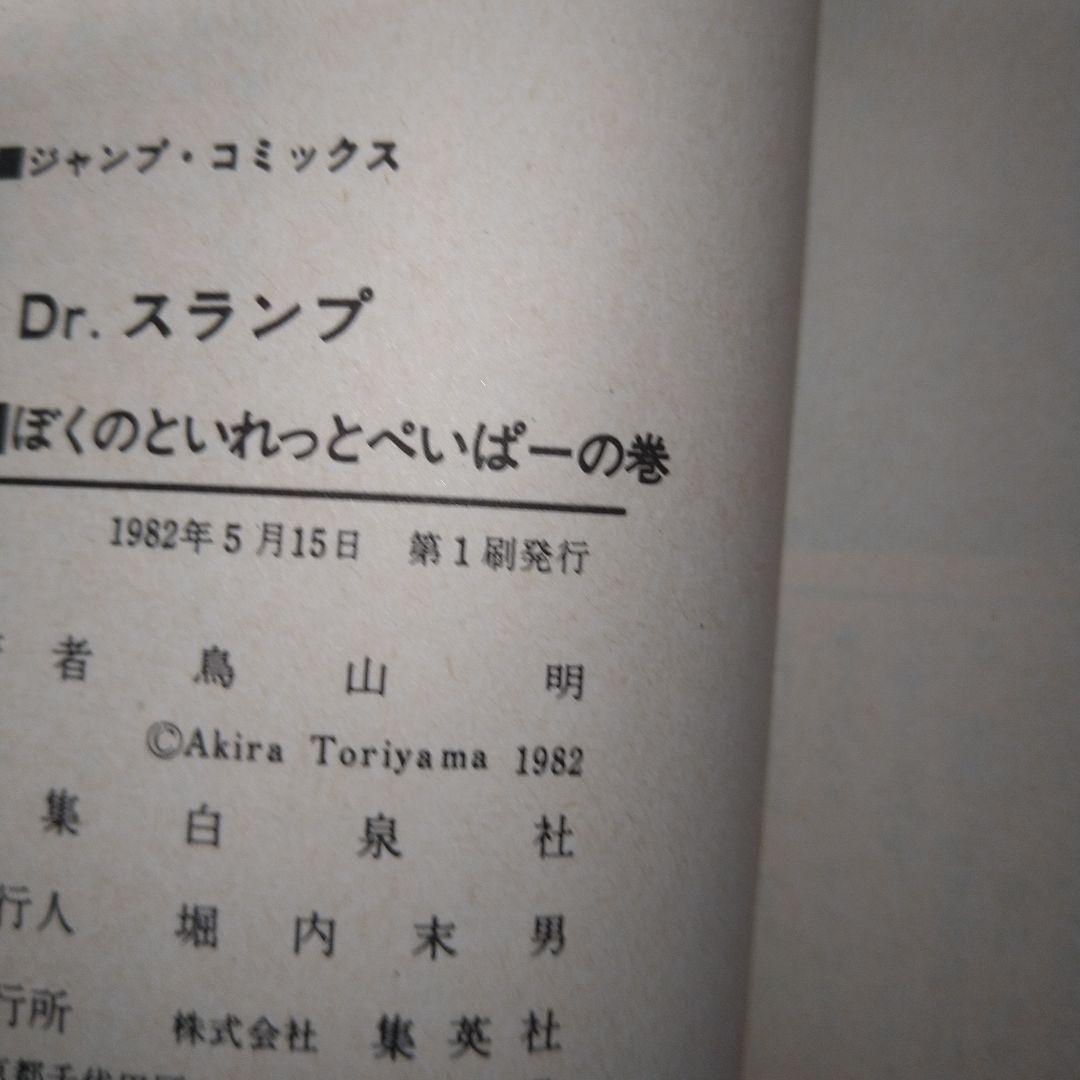 ■ジャンプ・コミックス
Dr.スランプ
ぼくのといれっとぺいぱーの巻
1982年5月15日 第1刷発行
者 鳥山明
©Akira Toriyama 1982
集 白泉社
行人 堀内末男
行所 株式会社 集英社